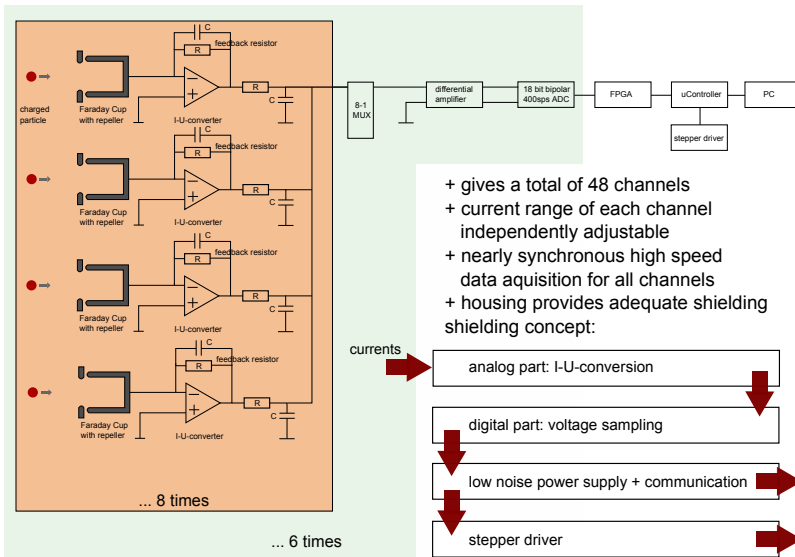 C
feedback resistor
R
R
C
charged
particle
Faraday Cup
with repeller
I-U-converter
8-1
MUX
differential
amplifier
18 bit bipolar
400sps ADC
FPGA
uController
PC
stepper driver
C
R
feedback resistor
R
C
Faraday Cup
with repeller
I-U-converter
C
R
feedback resistor
R
C
Faraday Cup
with repeller
I-U-converter
C
feedback resistor
R
R
C
Faraday Cup
with repeller
I-U-converter
... 8 times
... 6 times
+ gives a total of 48 channels
+ current range of each channel
independently adjustable
+ nearly synchronous high speed
data aquisition for all channels
+ housing provides adequate shielding
shielding concept:
currents
analog part: I-U-conversion
digital part: voltage sampling
low noise power supply + communication
stepper driver